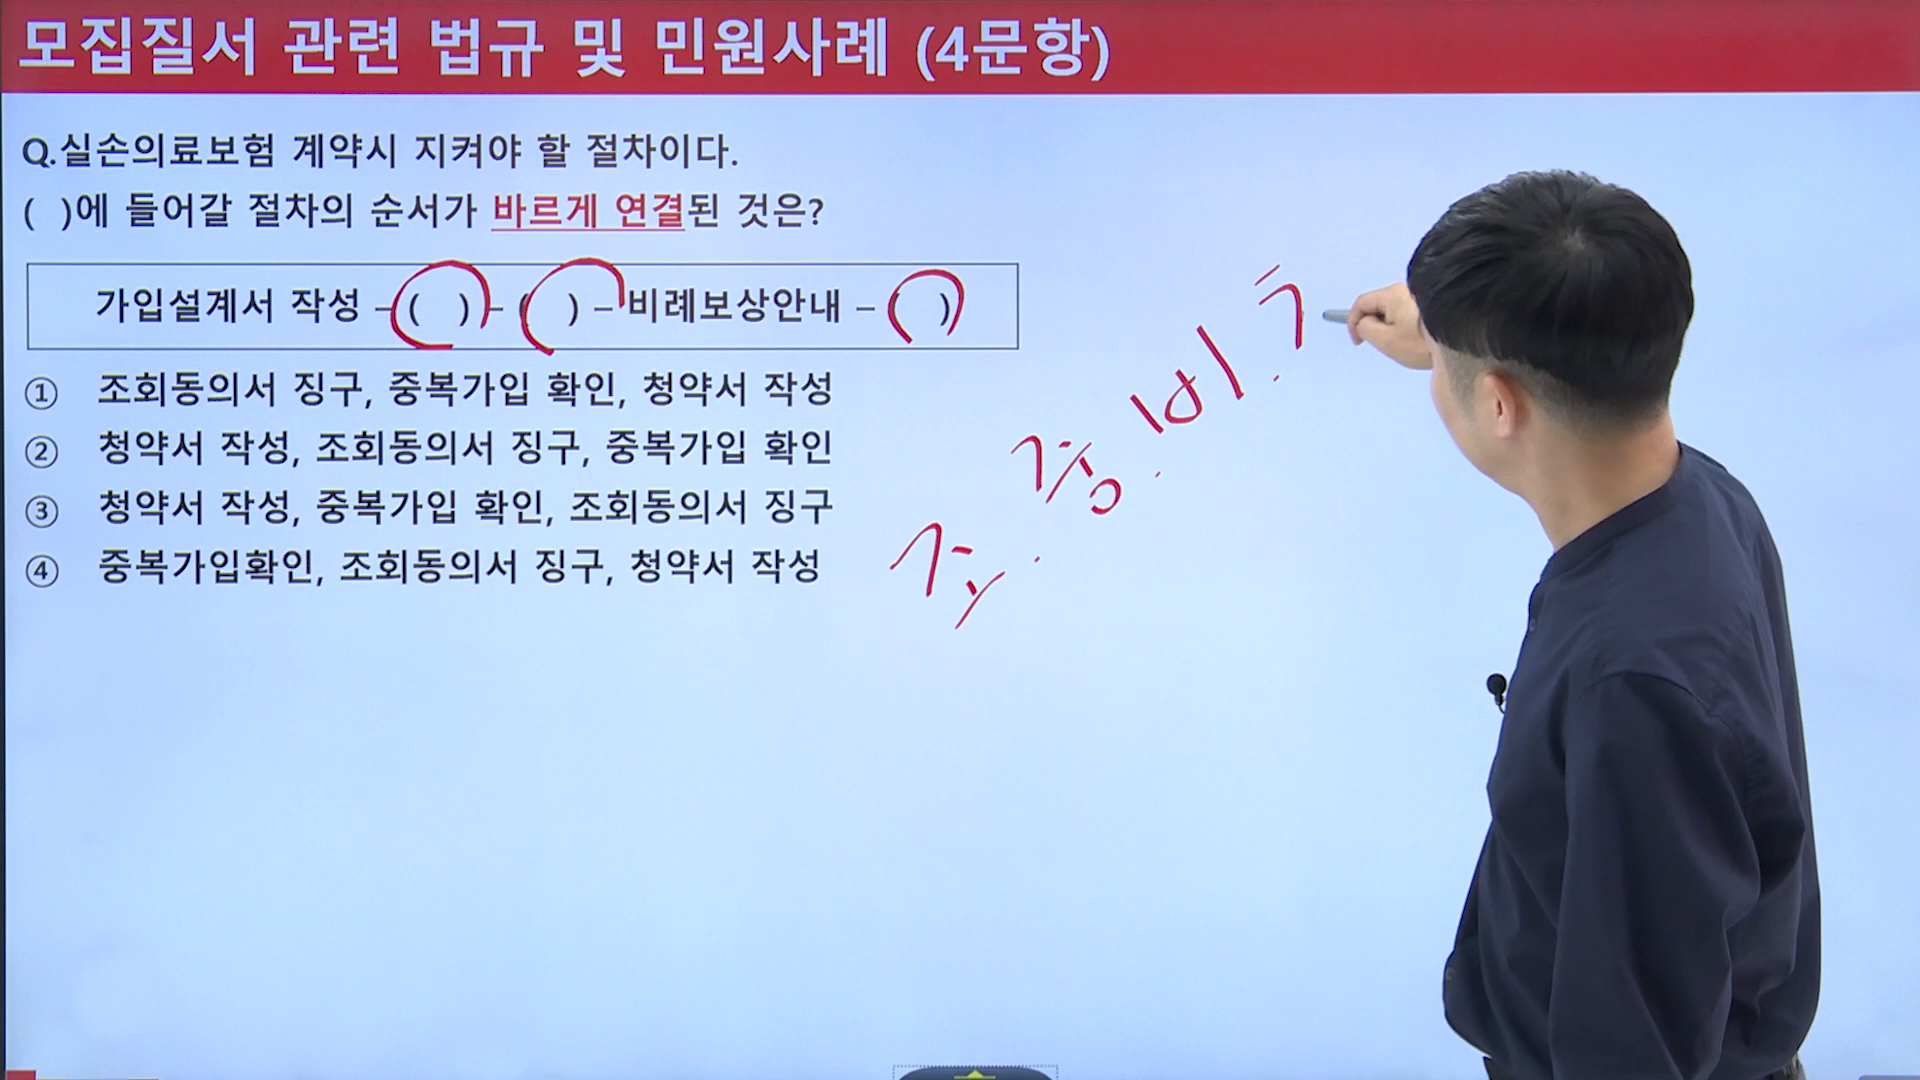 모집질서 관련 법규 및 민원사례 (4문항)
Q.실손의료보험 계약시 지켜야 할 절차이다.
(  )에 들어갈 절차의 순서가 바르게 연결된 것은?
가입설계서 작성 – (  ) – (  ) – 비례보상안내 – (  )
① 조회동의서 징구, 중복가입 확인, 청약서 작성
② 청약서 작성, 조회동의서 징구, 중복가입 확인
③ 청약서 작성, 중복가입 확인, 조회동의서 징구
④ 중복가입확인, 조회동의서 징구, 청약서 작성
조. 중. 비.